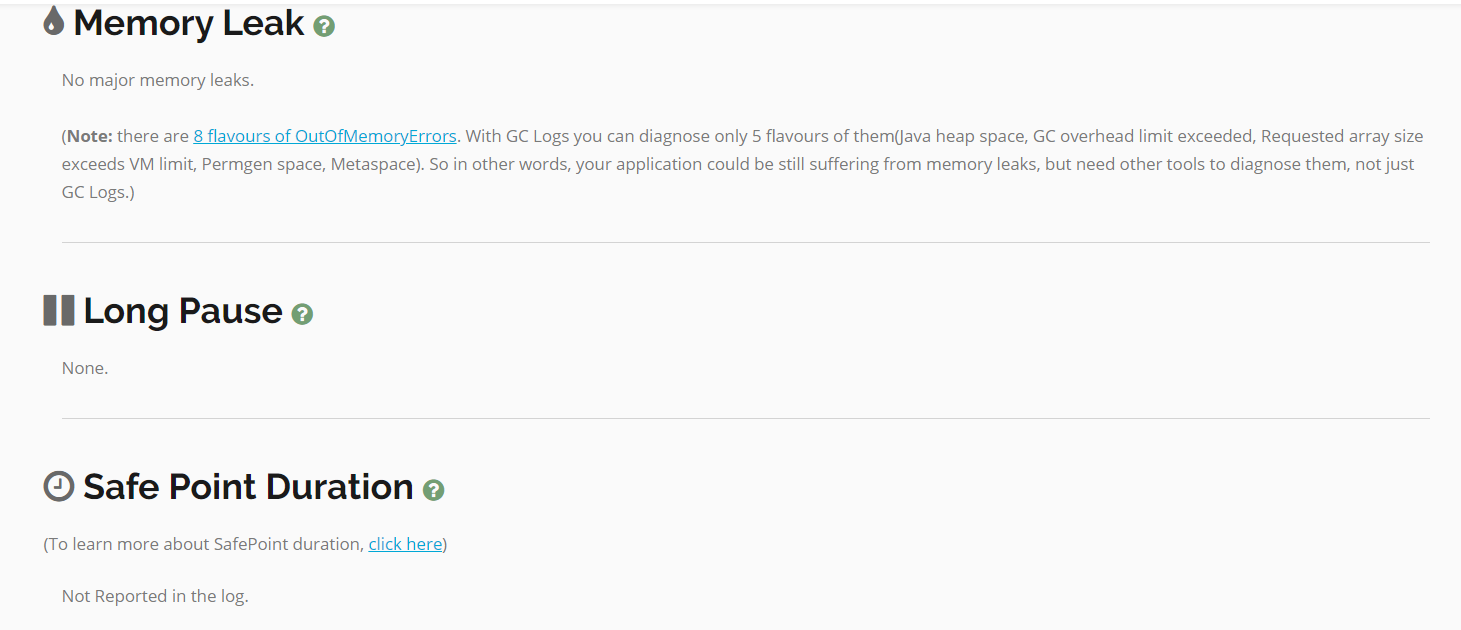 Memory Leak ?
No major memory leaks.
(Note: there are 8 flavours of OutOfMemoryErrors. With GC Logs you can diagnose only 5 flavours of them(Java heap space, GC overhead limit exceeded, Requested array size
exceeds VM limit, Permgen space, Metaspace). So in other words, your application could be still suffering from memory leaks, but need other tools to diagnose them, not just
GC Logs.)
Long Pause ?
None.
Safe Point Duration ?
(To learn more about SafePoint duration, click here)
Not Reported in the log.